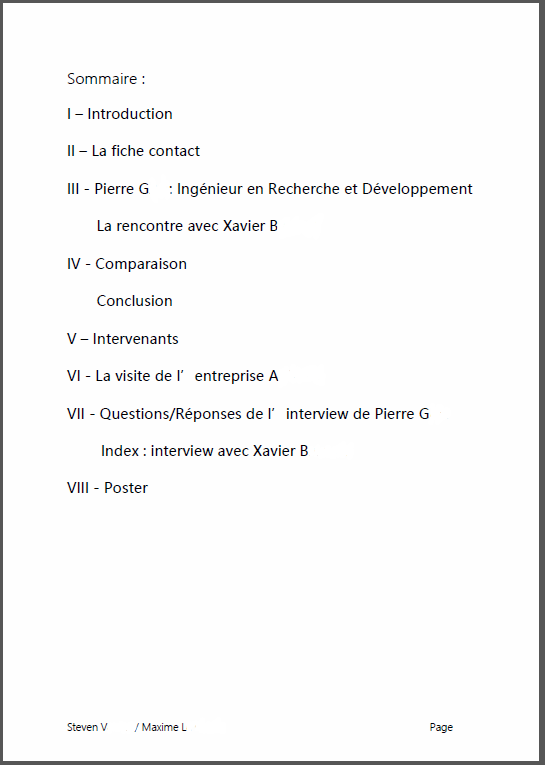 Sommaire :
I – Introduction
II – La fiche contact
III - Pierre G : Ingénieur en Recherche et Développement
La rencontre avec Xavier B
IV - Comparaison
Conclusion
V – Intervenants
VI - La visite de l’entreprise A
VII - Questions/Réponses de l’interview de Pierre G
Index : interview avec Xavier B
VIII - Poster
Steven V / Maxime L Page